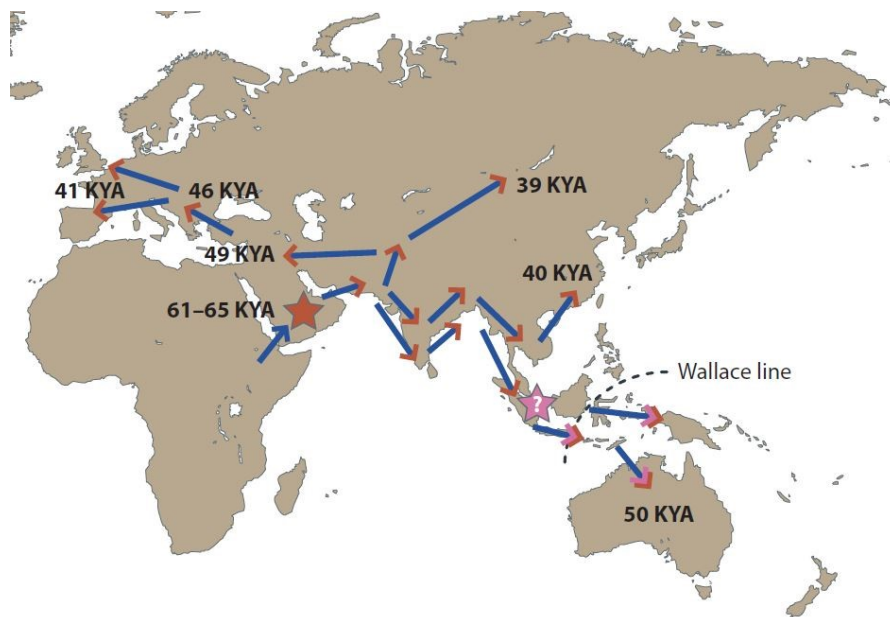 39 KYA
41 KYA
46 KYA
49 KYA
40 KYA
61–65 KYA
Wallace line
?
50 KYA